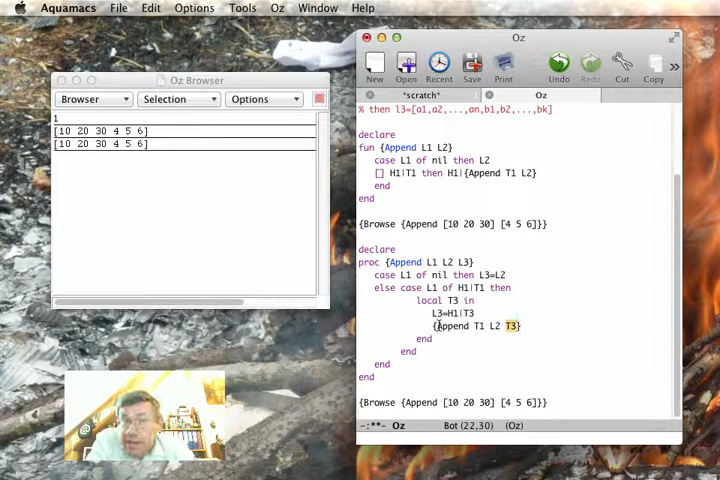 Aquamacs File Edit Options Tools Oz Window Help
Oz Browser
Browser Selection Options
1
[10 20 30 4 5 6]
[10 20 30 4 5 6]
Oz
New Open Recent Save Print Undo Redo Cut Copy »
*scratch* Oz
% then l3=[a1,a2,...,an,b1,b2,...,bk]
declare
fun {Append L1 L2}
case L1 of nil then L2
[] H1|T1 then H1|{Append T1 L2}
end
end
{Browse {Append [10 20 30] [4 5 6]}}
declare
proc {Append L1 L2 L3}
case L1 of nil then L3=L2
else case L1 of H1|T1 then
local T3 in
L3=H1|T3
{Append T1 L2 T3}
end
end
end
end
{Browse {Append [10 20 30] [4 5 6]}}
-:**- Oz Bot (22,30) (Oz)